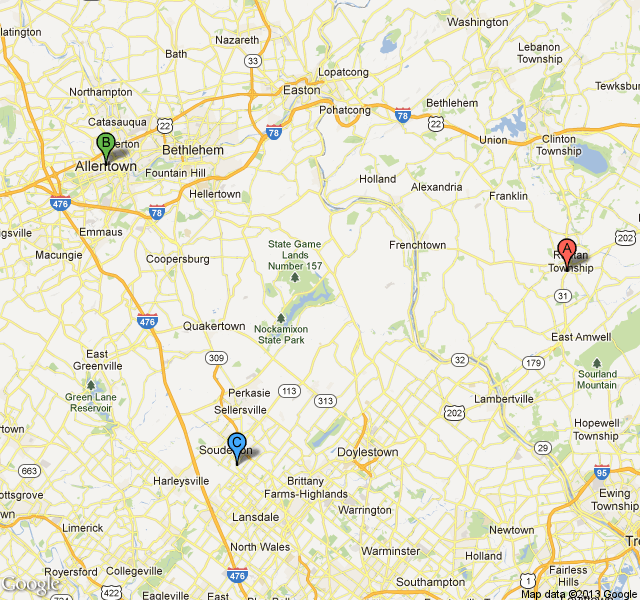 Washington
latington
Nazareth
Bath
33
Lebanon
Township
Lopatcong
Easton
Tewksbury
Northampton
Pohatcong
Bethlehem
78
22
Catasauqua
22
78
Union
Clinton
Township
B
erton
Allentown
Bethlehem
Fountain Hill
Holland
Alexandria
Hellertown
Franklin
476
78
Emmaus
gsville
202
State Game
Lands
Number 157
Frenchtown
A
Macungie
Coopersburg
Township
31
476
Quakertown
Nockamixon
State Park
East Amwell
East
Greenville
309
32
179
Sourland
Mountain
Green Lane
Reservoir
Perkasie
113
313
Lambertville
Sellersville
202
Hopewell
Township
rtown
C
29
Doylestown
663
Harleysville
Brittany
Farms-Highlands
95
Ewing
Township
ottsgrove
Lansdale
Warrington
Limerick
Newtown
North Wales
Warminster
Holland
Collegeville
Royersford
476
1
Fairless
Hills
Southampton
422
Eagleville
Google
Map data ©2013 Google